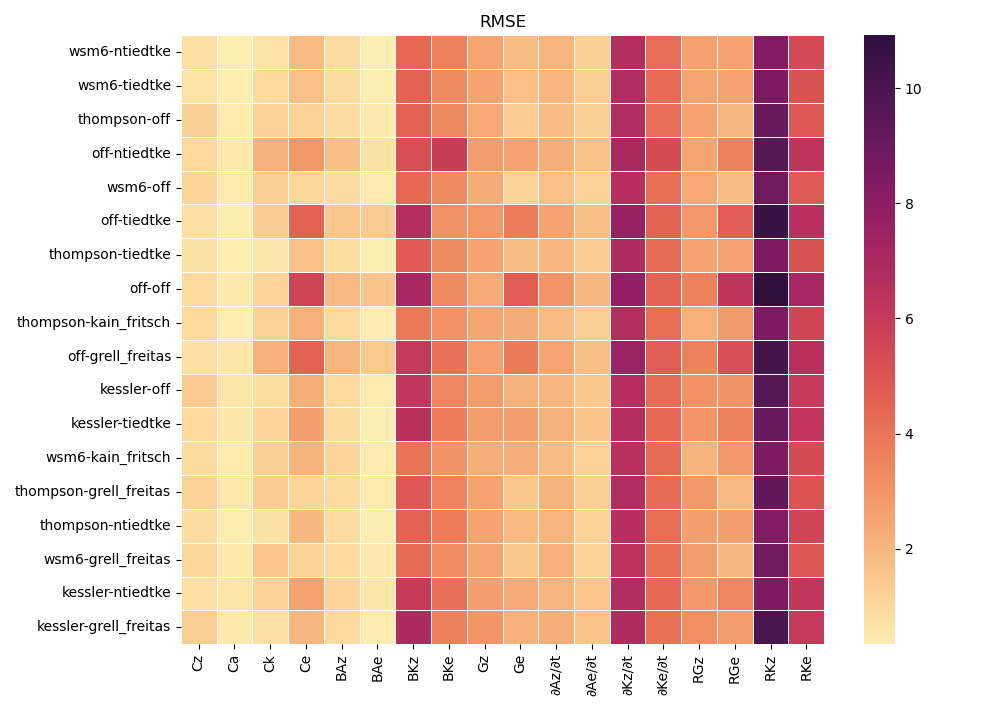 RMSE
wsm6-ntiedtke
wsm6-tiedtke
thompson-off
off-ntiedtke
wsm6-off
off-tiedtke
thompson-tiedtke
off-off
thompson-kain_fritsch
off-grell_freitas
kessler-off
kessler-tiedtke
wsm6-kain_fritsch
thompson-grell_freitas
thompson-ntiedtke
wsm6-grell_freitas
kessler-ntiedtke
kessler-grell_freitas
Cz
Ca
Ck
Ce
BAz
BAe
BKz
BKe
Gz
Ge
∂Az/∂t
∂Ae/∂t
∂Kz/∂t
∂Ke/∂t
RGz
RGe
RKz
RKe
10
8
6
4
2